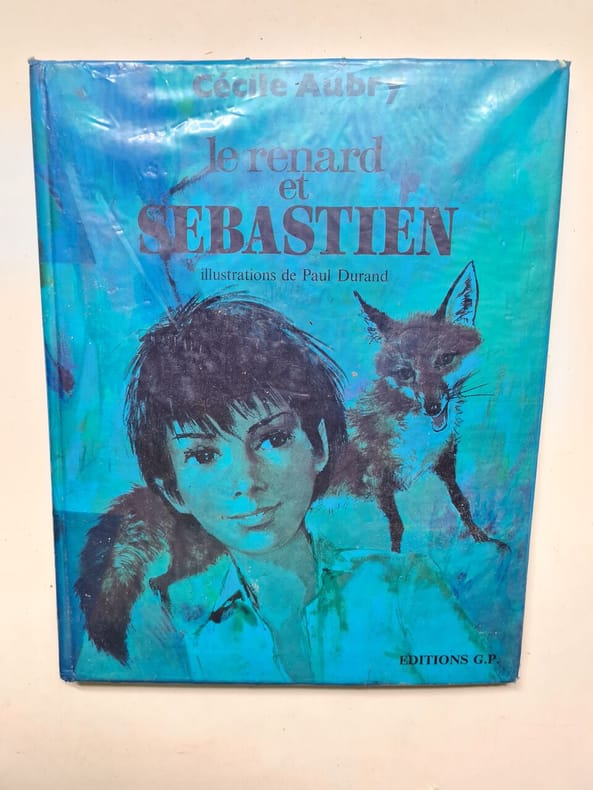 Cécile Aubry
le renard
et
SEBASTIEN
illustrations de Paul Durand
EDITIONS G.P.